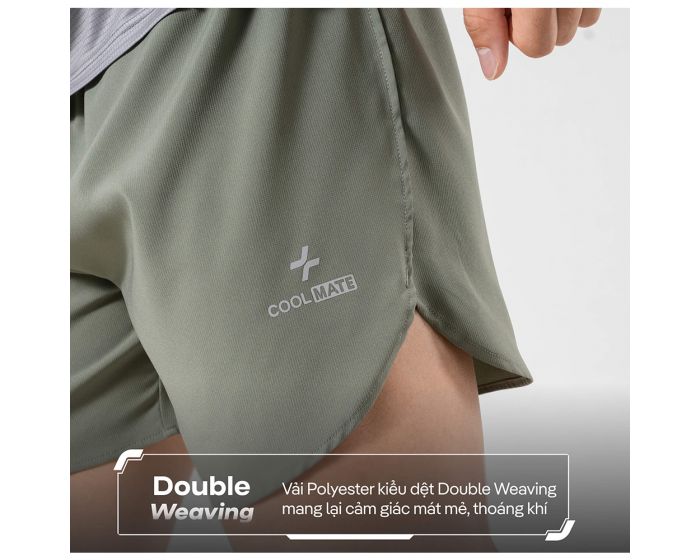 COOLMATE
Double
Weaving
Vải Polyester kiểu dệt Double Weaving
mang lại cảm giác mát mẻ, thoáng khí